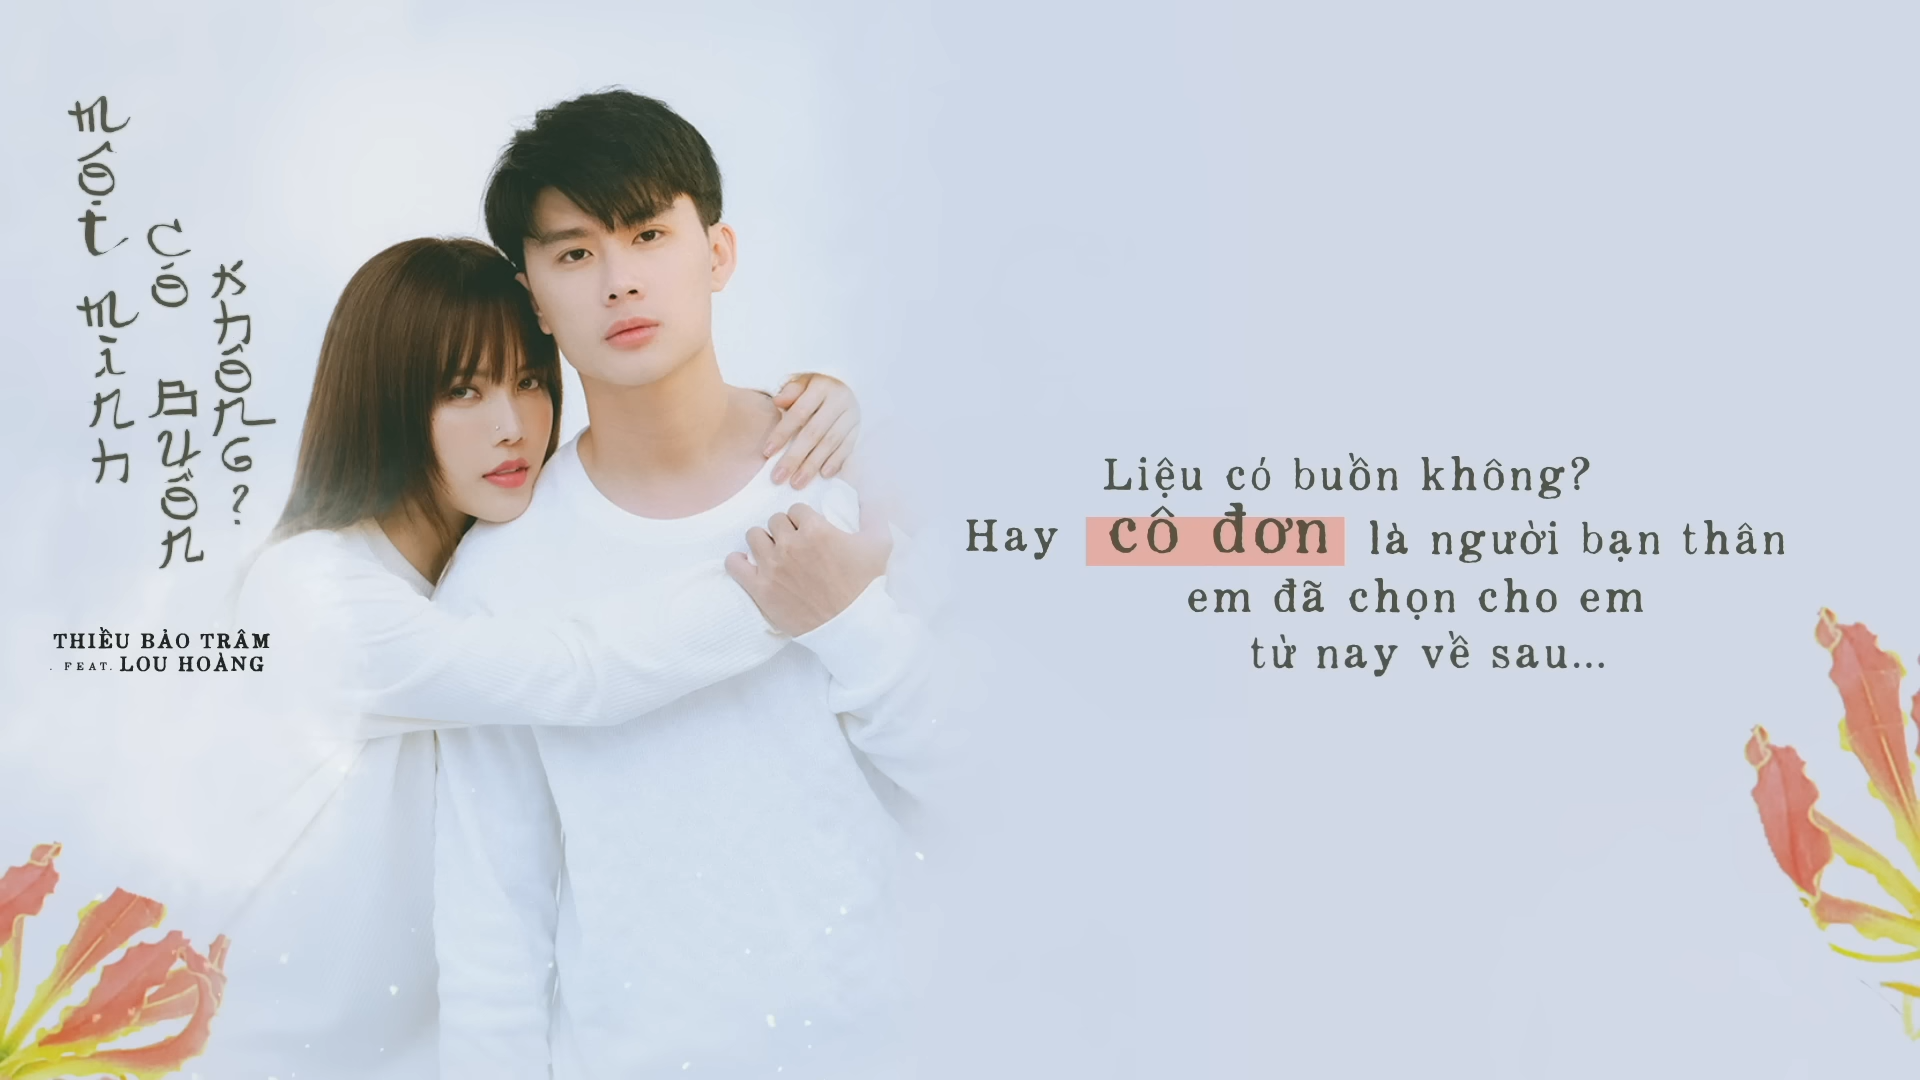 MỘT MÌNH
CÓ BUỒN
KHÔNG?
THIỀU BẢO TRÂM
. FEAT. LOU HOÀNG
Liệu có buồn không?
Hay cô đơn là người bạn thân
em đã chọn cho em
từ nay về sau...